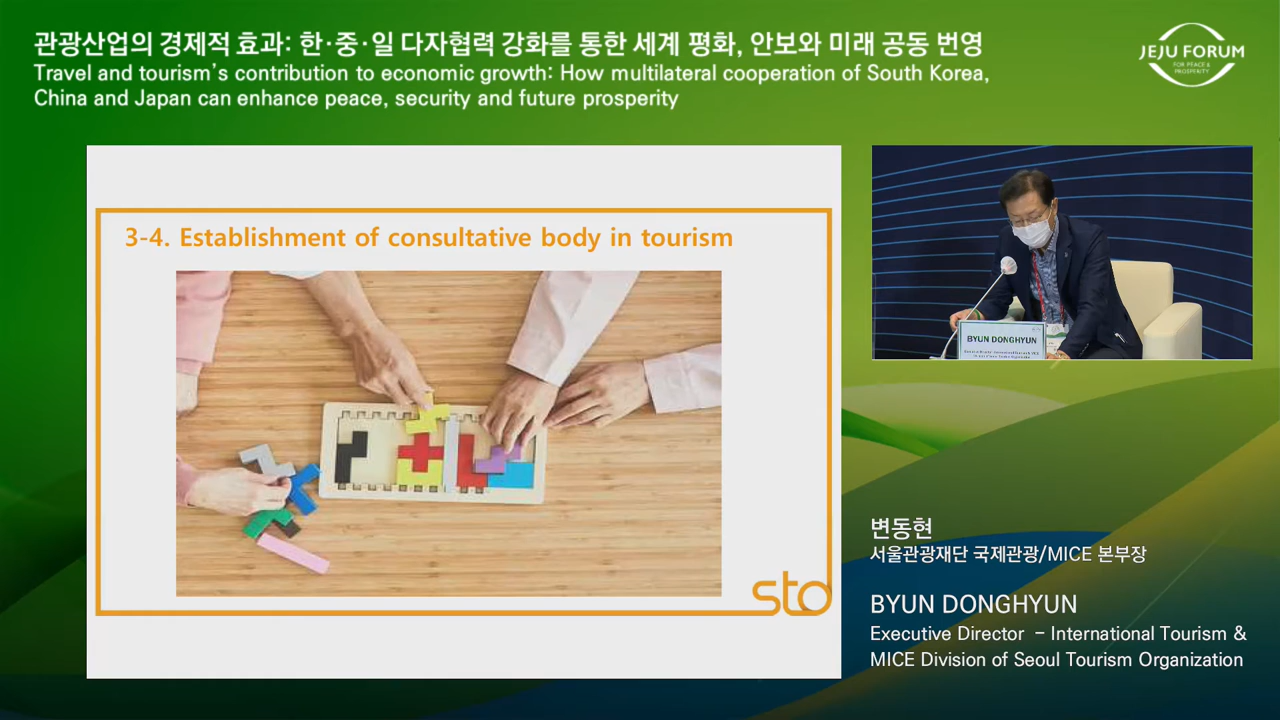 관광산업의 경제적 효과: 한·중·일 다자협력 강화를 통한 세계 평화, 안보와 미래 공동 번영
Travel and tourism's contribution to economic growth: How multilateral cooperation of South Korea,
China and Japan can enhance peace, security and future prosperity
JEJU FORUM
FOR PEACE &
PROSPERITY
3-4. Establishment of consultative body in tourism
sto
BYUN DONGHYUN
변동현
서울관광재단 국제관광/MICE 본부장
BYUN DONGHYUN
Executive Director - International Tourism &
MICE Division of Seoul Tourism Organization